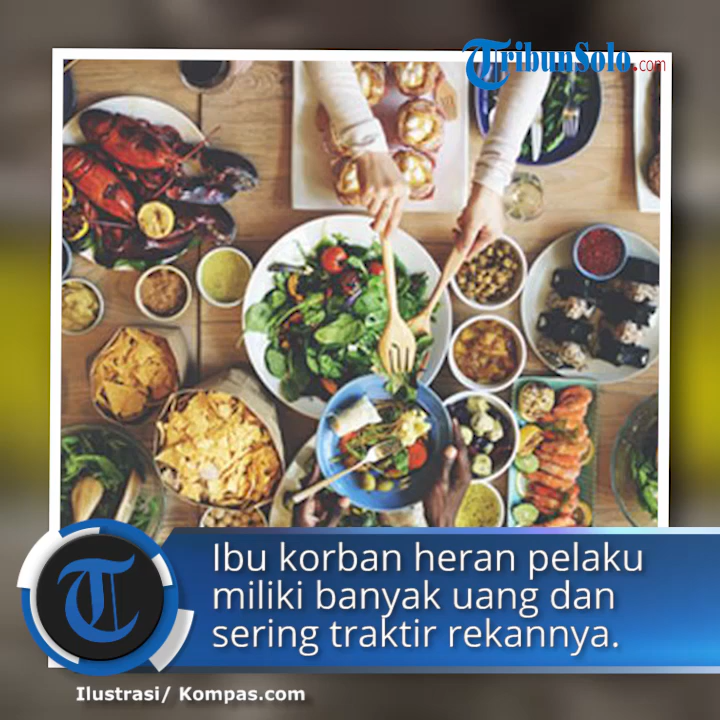 TribunSolo.com
Ibu korban heran pelaku
miliki banyak uang dan
sering traktir rekannya.
T
Ilustrasi/ Kompas.com